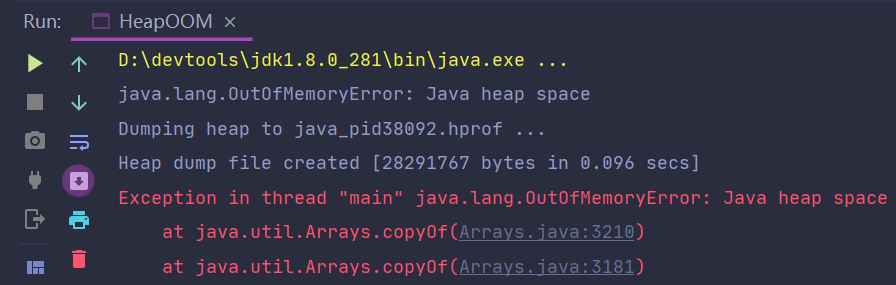 Run: HeapOOM ×
D:\devtools\jdk1.8.0_281\bin\java.exe ...
java.lang.OutOfMemoryError: Java heap space
Dumping heap to java_pid38092.hprof ...
Heap dump file created [28291767 bytes in 0.096 secs]
Exception in thread "main" java.lang.OutOfMemoryError: Java heap space
    at java.util.Arrays.copyOf(Arrays.java:3210)
    at java.util.Arrays.copyOf(Arrays.java:3181)